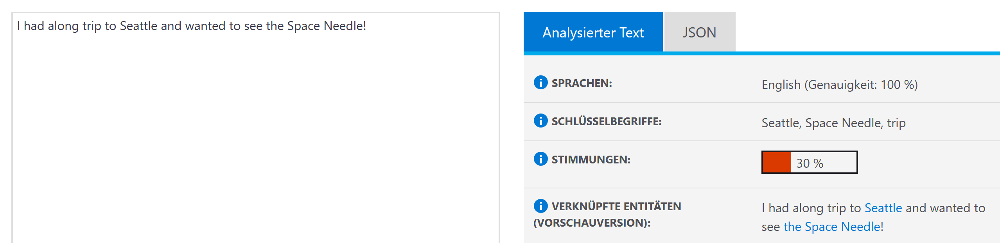 I had along trip to Seattle and wanted to see the Space Needle!
Analysierter Text
JSON
SPRACHEN:
English (Genauigkeit: 100 %)
SCHLÜSSELBEGRIFFE:
Seattle, Space Needle, trip
STIMMUNGEN:
30 %
VERKNÜPFTE ENTITÄTEN
(VORSCHAUVERSION):
I had along trip to Seattle and wanted to
see the Space Needle!